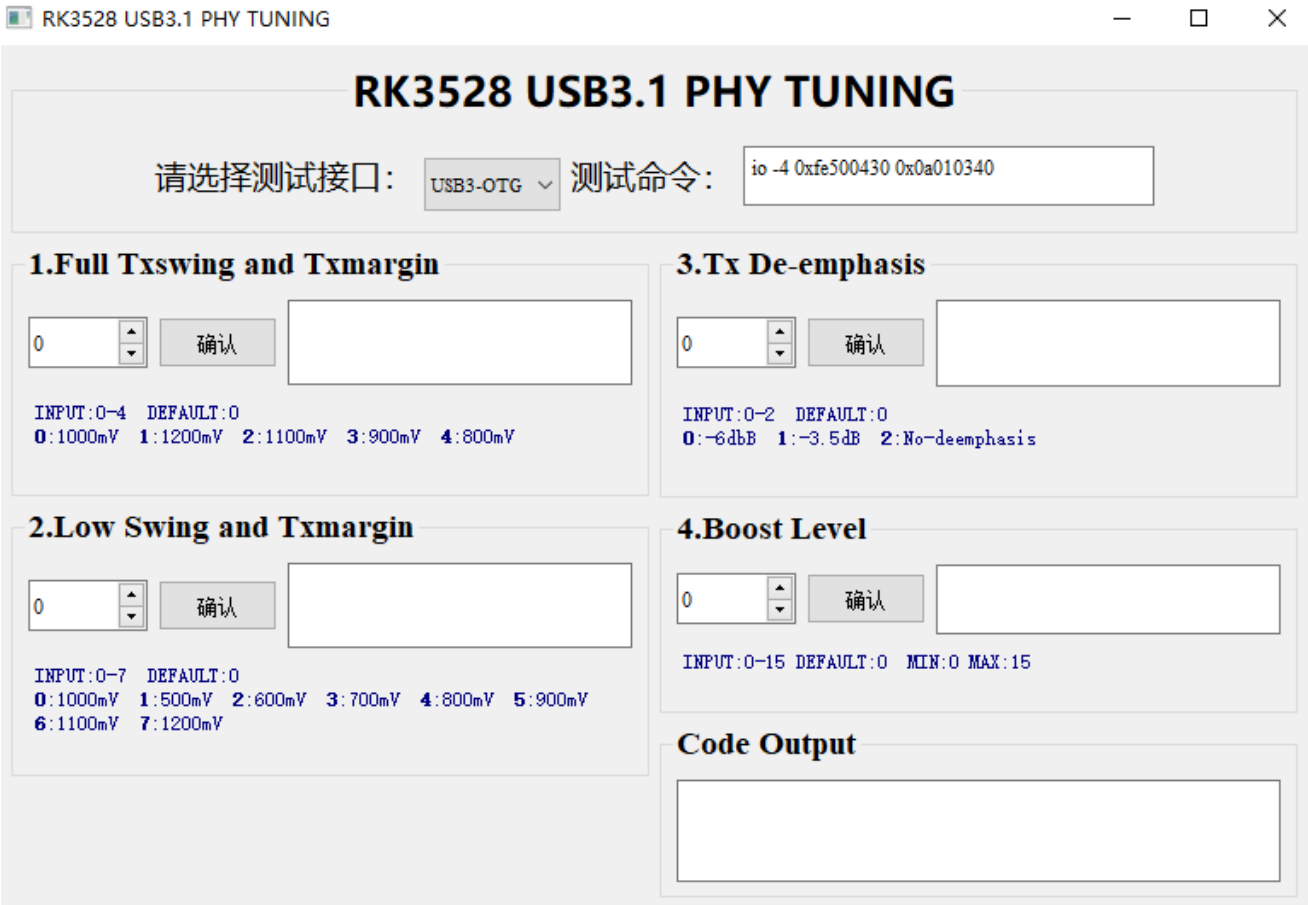 RK3528 USB3.1 PHY TUNING
RK3528 USB3.1 PHY TUNING
请选择测试接口： USB3-OTG 测试命令： io -4 0xfe500430 0x0a010340
1.Full Txswing and Txmargin
0 确认
INPUT:0-4 DEFAULT:0
0:1000mV 1:1200mV 2:1100mV 3:900mV 4:800mV
2.Low Swing and Txmargin
0 确认
INPUT:0-7 DEFAULT:0
0:1000mV 1:500mV 2:600mV 3:700mV 4:800mV 5:900mV
6:1100mV 7:1200mV
3.Tx De-emphasis
0 确认
INPUT:0-2 DEFAULT:0
0:-6dbB 1:-3.5dB 2:No-deemphasis
4.Boost Level
0 确认
INPUT:0-15 DEFAULT:0 MIN:0 MAX:15
Code Output